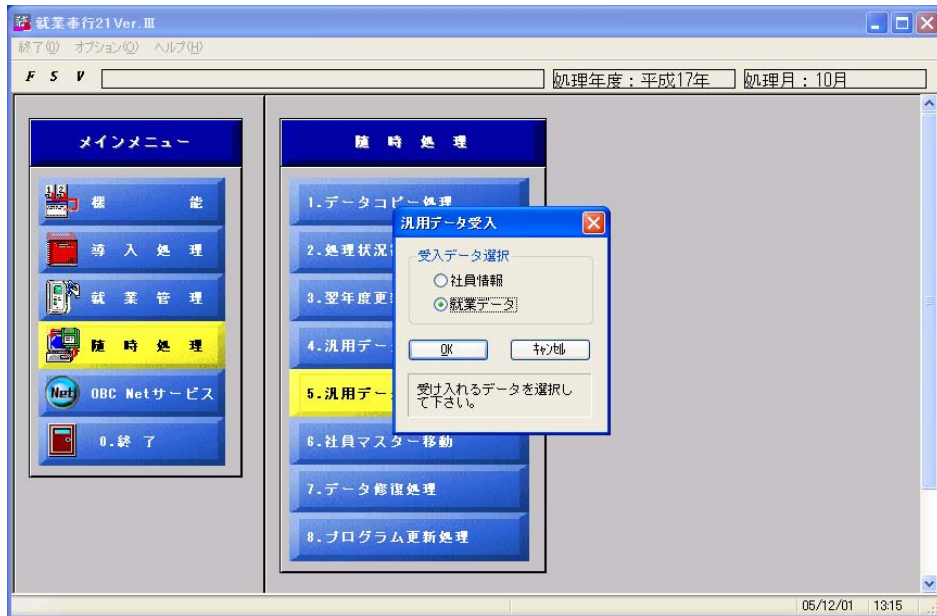 就業奉行21 Ver.Ⅲ
終了(Q) オプション(O) ヘルプ(H)
F S V
処理年度：平成17年
処理月：10月
メインメニュー
機 能
導 入 処 理
就 業 管 理
随 時 処 理
Net OBC Netサービス
0.終 了
随 時 処 理
1.データコピー処理
2.処理状況
3.翌年度更
4.汎用デー
5.汎用デー
6.社員マスター移動
7.データ修復処理
8.プログラム更新処理
汎用データ受入
受入データ選択
社員情報
就業データ
OK
キャンセル
受け入れるデータを選択し
て下さい。
05/12/01
13:15